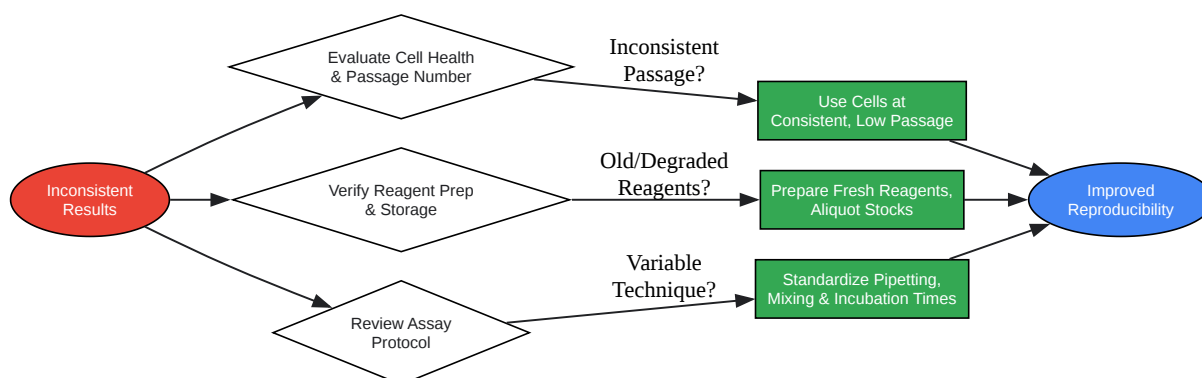 Evaluate Cell Health
& Passage Number
Inconsistent
Passage?
Use Cells at
Consistent, Low Passage
Inconsistent
Results
Verify Reagent Prep
& Storage
Old/Degraded
Reagents?
Prepare Fresh Reagents,
Aliquot Stocks
Improved
Reproducibility
Review Assay
Protocol
Variable
Technique?
Standardize Pipetting,
Mixing & Incubation Times